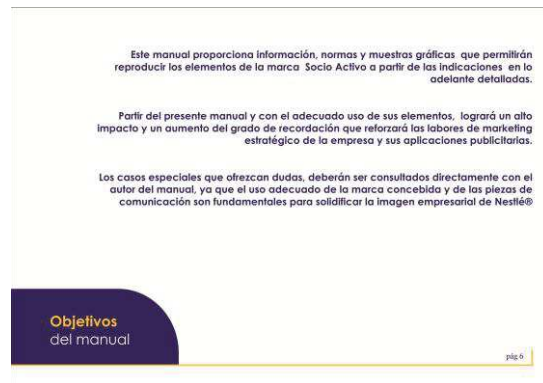 Este manual proporciona información, normas y muestras gráficas que permitirán
reproducir los elementos de la marca Socio Activo a partir de las indicaciones en lo
adelante detalladas.
Partir del presente manual y con el adecuado uso de sus elementos, logrará un alto
impacto y un aumento del grado de recordación que reforzará las labores de marketing
estratégico de la empresa y sus aplicaciones publicitarias.
Los casos especiales que ofrezcan dudas, deberán ser consultados directamente con el
autor del manual, ya que el uso adecuado de la marca concebida y de las piezas de
comunicación son fundamentales para solidificar la imagen empresarial de Nestlé®
Objetivos
del manual
pág 6